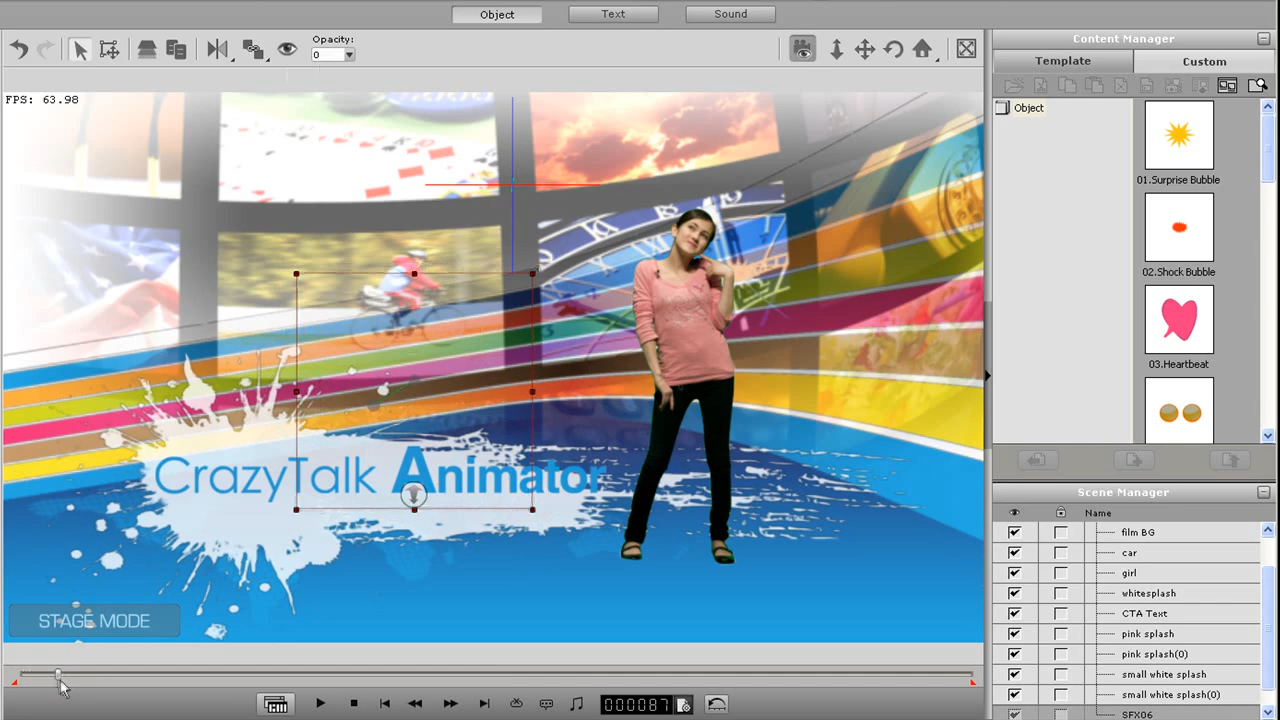 Object Text Sound
Opacity:
0
Content Manager
Template Custom
FPS: 63.98
Object
01.Surprise Bubble
02.Shock Bubble
03.Heartbeat
CrazyTalk Animator
STAGE MODE
Scene Manager
Name
film BG
car
girl
whitesplash
CTA Text
pink splash
pink splash(0)
small white splash
small white splash(0)
SFX06
000087